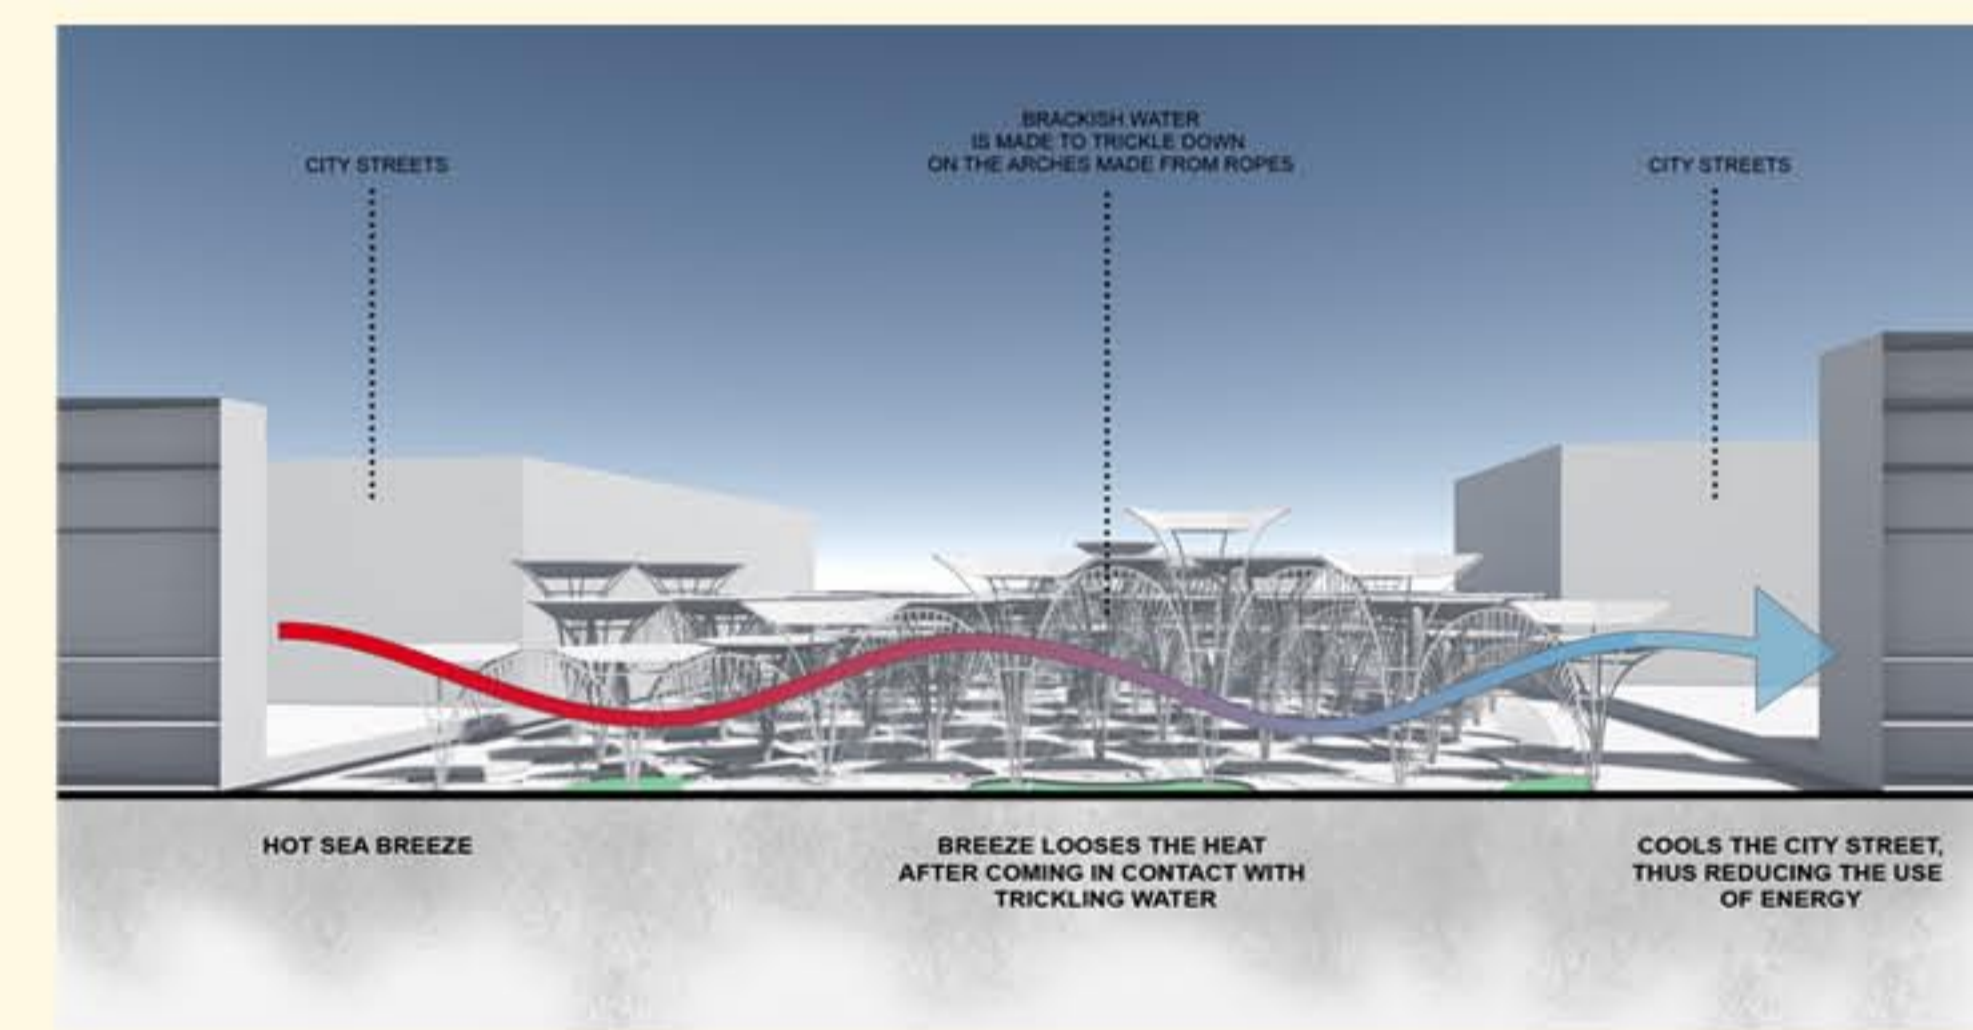 CITY STREETS
BRACKISH WATER
IS MADE TO TRICKLE DOWN
ON THE ARCHES MADE FROM ROPES
CITY STREETS
HOT SEA BREEZE
BREEZE LOOSES THE HEAT
AFTER COMING IN CONTACT WITH
TRICKLING WATER
COOLS THE CITY STREET,
THUS REDUCING THE USE
OF ENERGY